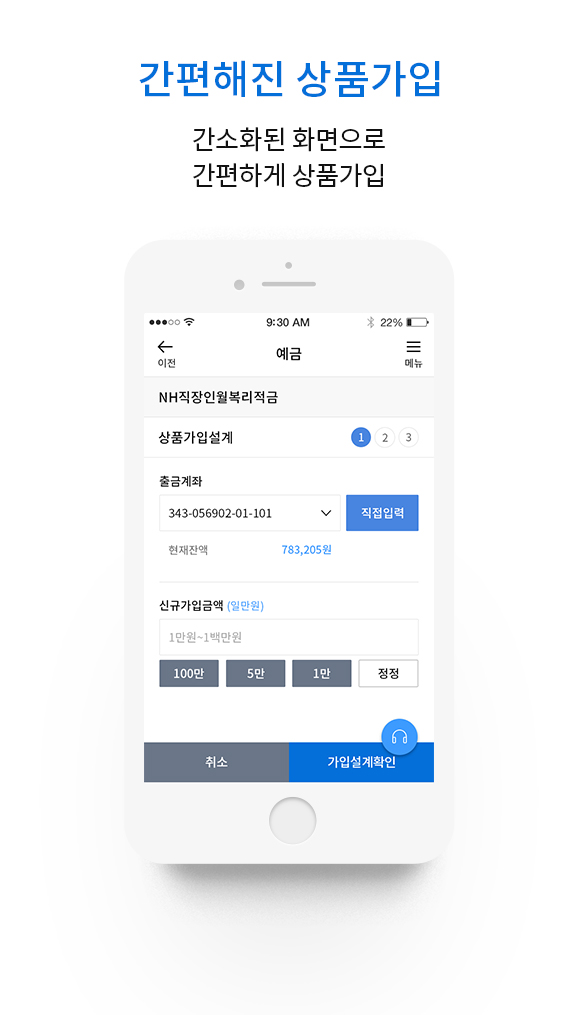 간편해진 상품가입
간소화된 화면으로
간편하게 상품가입
9:30 AM
22%
이전
예금
메뉴
NH직장인월복리적금
상품가입설계
1 2 3
출금계좌
343-056902-01-101
직접입력
현재잔액
783,205원
신규가입금액 (일만원)
1만원~1백만원
100만
5만
1만
정정
취소
가입설계확인